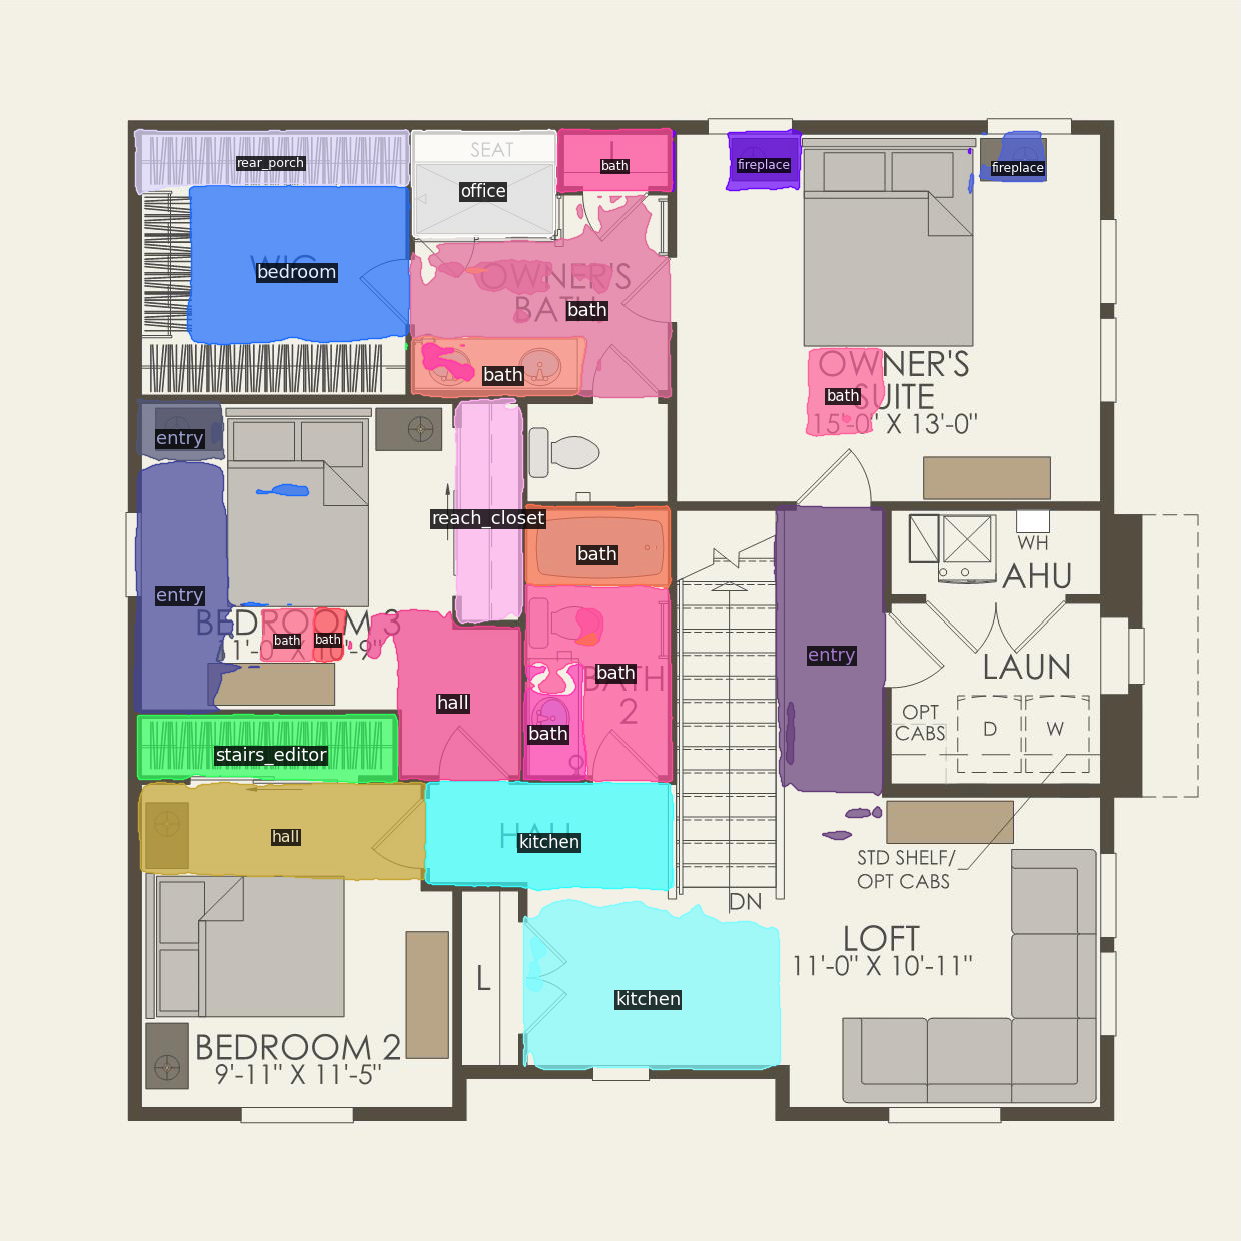 SEAT
rear_porch
bath
fireplace
fireplace
office
WIC
bedroom
OWNER'S
BATH
bath
bath
OWNER'S
SUITE
15'-0" X 13'-0"
bath
entry
reach_closet
bath
WH
AHU
entry
BEDROOM 3
10'-9"
bath
bath
entry
LAUN
bath
BATH
2
hall
bath
OPT
CABS
D
W
stairs_editor
hall
HALL
kitchen
STD SHELF/
OPT CABS
DN
LOFT
11'-0" X 10'-11"
L
kitchen
BEDROOM 2
9'-11" X 11'-5"